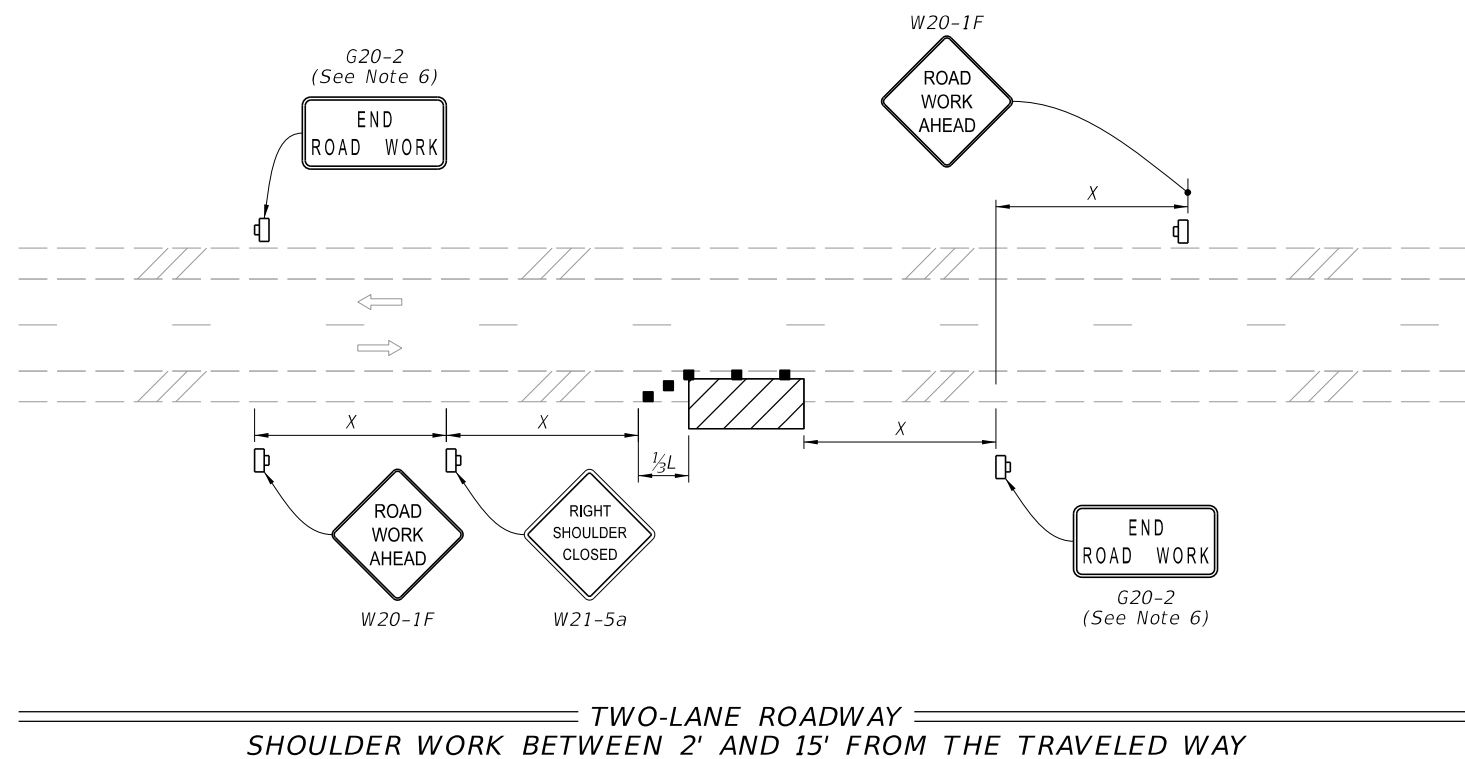 W20-1F
ROAD
WORK
AHEAD
G20-2
(See Note 6)
END
ROAD WORK
X
X
X
X
⅓L
ROAD
WORK
AHEAD
W20-1F
RIGHT
SHOULDER
CLOSED
W21-5a
END
ROAD WORK
G20-2
(See Note 6)
TWO-LANE ROADWAY
SHOULDER WORK BETWEEN 2' AND 15' FROM THE TRAVELED WAY